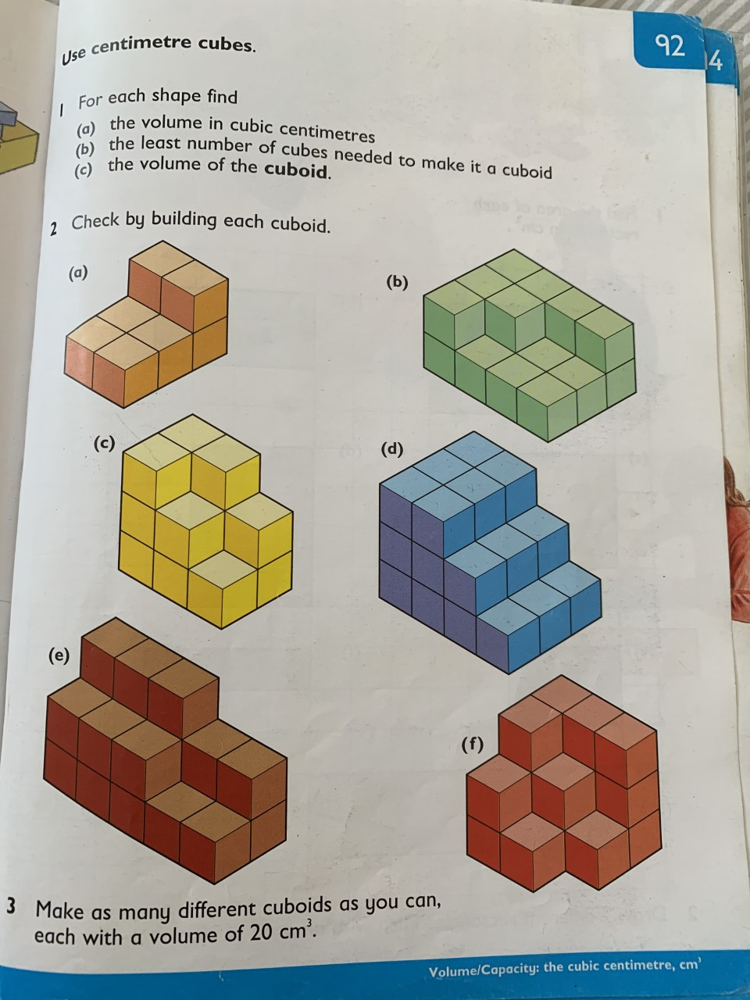 92
14
Use centimetre cubes.
1 For each shape find
(a) the volume in cubic centimetres
(b) the least number of cubes needed to make it a cuboid
(c) the volume of the cuboid.
2 Check by building each cuboid.
(a)
(b)
(c)
(d)
(e)
(f)
3 Make as many different cuboids as you can,
each with a volume of 20 cm³.
Volume/Capacity: the cubic centimetre, cm³